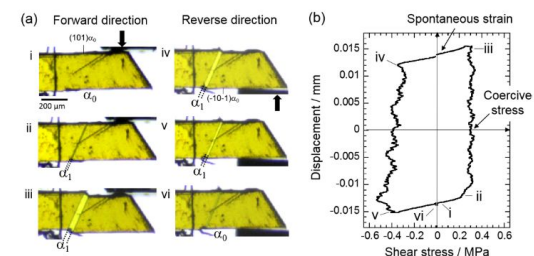 (a)
Forward direction
Reverse direction
(101)α₀
i
α₀
200 μm
ii
α₁
iii
α₁
iv
α₁
(-10-1)α₀
v
α₁
vi
α₀
(b)
Spontaneous strain
iii
iv
Coercive
stress
ii
v
vi
i
Displacement / mm
0.015
0.010
0.005
0
-0.005
-0.010
-0.015
-0.6 -0.4 -0.2 0 0.2 0.4 0.6
Shear stress / MPa